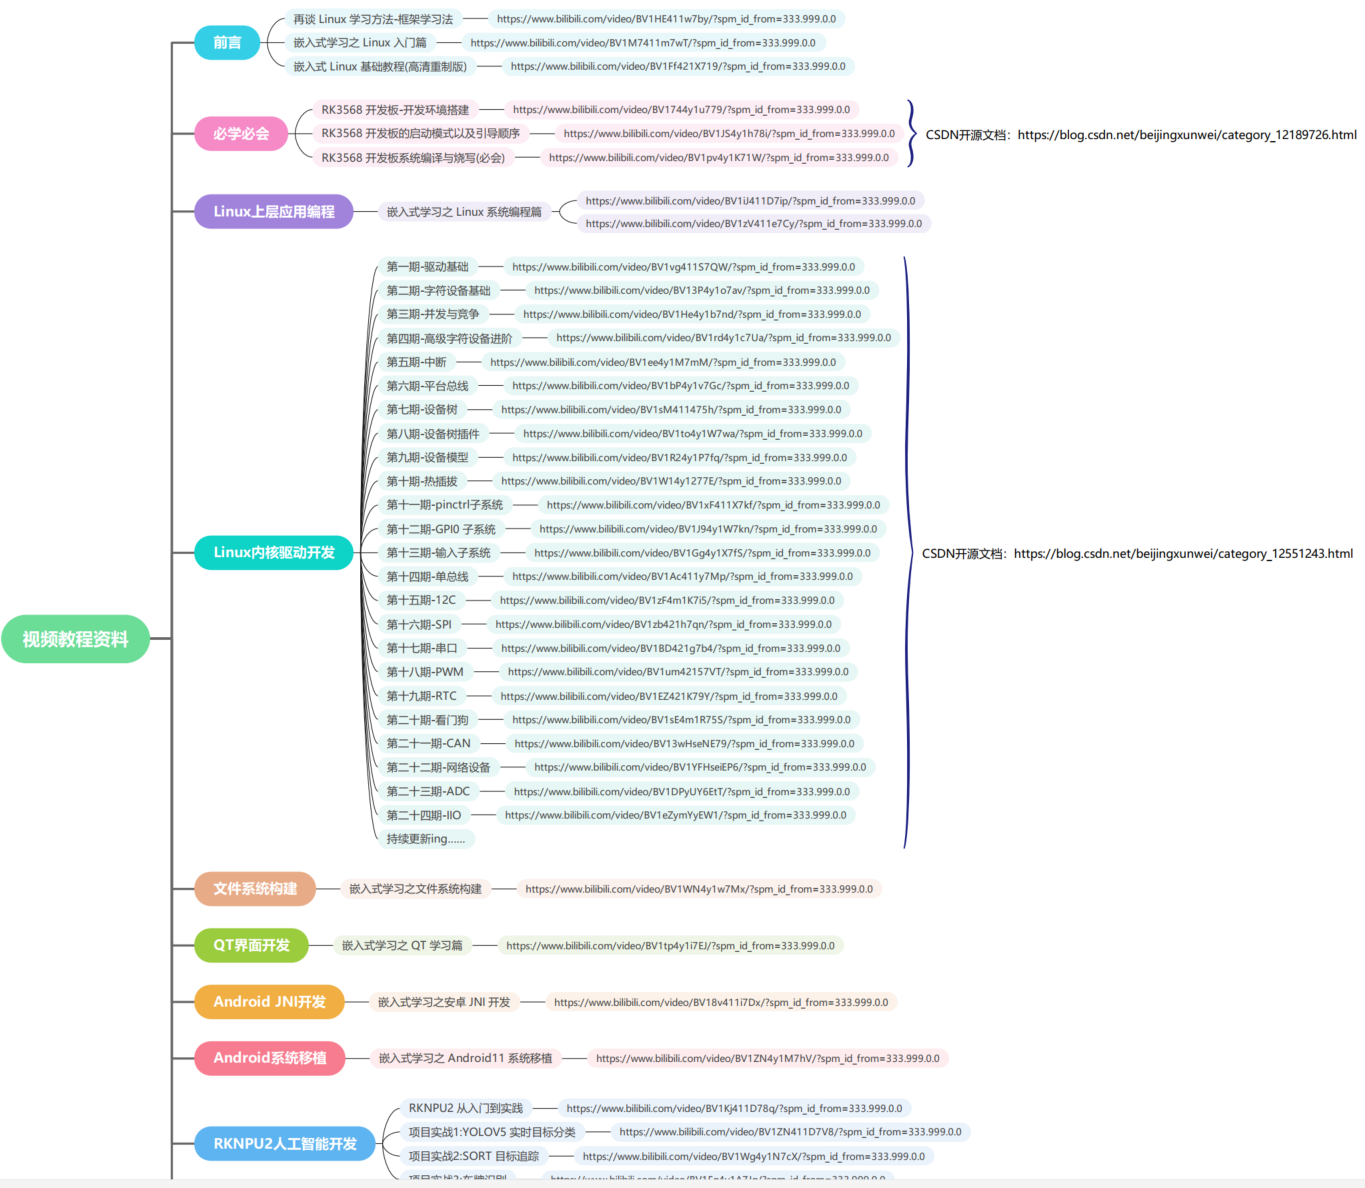 视频教程资料
前言
再谈 Linux 学习方法-框架学习法 https://www.bilibili.com/video/BV1HE411w7by/?spm_id_from=333.999.0.0
嵌入式学习之 Linux 入门篇 https://www.bilibili.com/video/BV1M7411m7wT/?spm_id_from=333.999.0.0
嵌入式 Linux 基础教程(高清重制版) https://www.bilibili.com/video/BV1Ff421X719/?spm_id_from=333.999.0.0
必学必会
RK3568 开发板-开发环境搭建 https://www.bilibili.com/video/BV1744y1u779/?spm_id_from=333.999.0.0
RK3568 开发板的启动模式以及引导顺序 https://www.bilibili.com/video/BV1JS4y1h78i/?spm_id_from=333.999.0.0
RK3568 开发板系统编译与烧写(必会) https://www.bilibili.com/video/BV1pv4y1K71W/?spm_id_from=333.999.0.0
CSDN开源文档：https://blog.csdn.net/beijingxunwei/category_12189726.html
Linux上层应用编程
嵌入式学习之 Linux 系统编程篇
https://www.bilibili.com/video/BV1iJ411D7ip/?spm_id_from=333.999.0.0
https://www.bilibili.com/video/BV1zV411e7Cy/?spm_id_from=333.999.0.0
Linux内核驱动开发
第一期-驱动基础 https://www.bilibili.com/video/BV1vg411S7QW/?spm_id_from=333.999.0.0
第二期-字符设备基础 https://www.bilibili.com/video/BV13P4y1o7av/?spm_id_from=333.999.0.0
第三期-并发与竞争 https://www.bilibili.com/video/BV1He4y1b7nd/?spm_id_from=333.999.0.0
第四期-高级字符设备进阶 https://www.bilibili.com/video/BV1rd4y1c7Ua/?spm_id_from=333.999.0.0
第五期-中断 https://www.bilibili.com/video/BV1ee4y1M7mM/?spm_id_from=333.999.0.0
第六期-平台总线 https://www.bilibili.com/video/BV1bP4y1v7Gc/?spm_id_from=333.999.0.0
第七期-设备树 https://www.bilibili.com/video/BV1sM411475h/?spm_id_from=333.999.0.0
第八期-设备树插件 https://www.bilibili.com/video/BV1to4y1W7wa/?spm_id_from=333.999.0.0
第九期-设备模型 https://www.bilibili.com/video/BV1R24y1P7fq/?spm_id_from=333.999.0.0
第十期-热插拔 https://www.bilibili.com/video/BV1W14y1277E/?spm_id_from=333.999.0.0
第十一期-pinctrl子系统 https://www.bilibili.com/video/BV1xF411X7kf/?spm_id_from=333.999.0.0
第十二期-GPI0 子系统 https://www.bilibili.com/video/BV1J94y1W7kn/?spm_id_from=333.999.0.0
第十三期-输入子系统 https://www.bilibili.com/video/BV1Gg4y1X7fS/?spm_id_from=333.999.0.0
第十四期-单总线 https://www.bilibili.com/video/BV1Ac411y7Mp/?spm_id_from=333.999.0.0
第十五期-12C https://www.bilibili.com/video/BV1zF4m1K7i5/?spm_id_from=333.999.0.0
第十六期-SPI https://www.bilibili.com/video/BV1zb421h7qn/?spm_id_from=333.999.0.0
第十七期-串口 https://www.bilibili.com/video/BV1BD421g7b4/?spm_id_from=333.999.0.0
第十八期-PWM https://www.bilibili.com/video/BV1um42157VT/?spm_id_from=333.999.0.0
第十九期-RTC https://www.bilibili.com/video/BV1EZ421K79Y/?spm_id_from=333.999.0.0
第二十期-看门狗 https://www.bilibili.com/video/BV1sE4m1R75S/?spm_id_from=333.999.0.0
第二十一期-CAN https://www.bilibili.com/video/BV13wHseNE79/?spm_id_from=333.999.0.0
第二十二期-网络设备 https://www.bilibili.com/video/BV1YFHseiEP6/?spm_id_from=333.999.0.0
第二十三期-ADC https://www.bilibili.com/video/BV1DPyUY6EtT/?spm_id_from=333.999.0.0
第二十四期-IIO https://www.bilibili.com/video/BV1eZymYyEW1/?spm_id_from=333.999.0.0
持续更新ing……
CSDN开源文档：https://blog.csdn.net/beijingxunwei/category_12551243.html
文件系统构建
嵌入式学习之文件系统构建 https://www.bilibili.com/video/BV1WN4y1w7Mx/?spm_id_from=333.999.0.0
QT界面开发
嵌入式学习之 QT 学习篇 https://www.bilibili.com/video/BV1tp4y1i7EJ/?spm_id_from=333.999.0.0
Android JNI开发
嵌入式学习之安卓 JNI 开发 https://www.bilibili.com/video/BV18v411i7Dx/?spm_id_from=333.999.0.0
Android系统移植
嵌入式学习之 Android11 系统移植 https://www.bilibili.com/video/BV1ZN4y1M7hV/?spm_id_from=333.999.0.0
RKNPU2人工智能开发
RKNPU2 从入门到实践 https://www.bilibili.com/video/BV1Kj411D78q/?spm_id_from=333.999.0.0
项目实战1:YOLOV5 实时目标分类 https://www.bilibili.com/video/BV1ZN411D7V8/?spm_id_from=333.999.0.0
项目实战2:SORT 目标追踪 https://www.bilibili.com/video/BV1Wg4y1N7cX/?spm_id_from=333.999.0.0